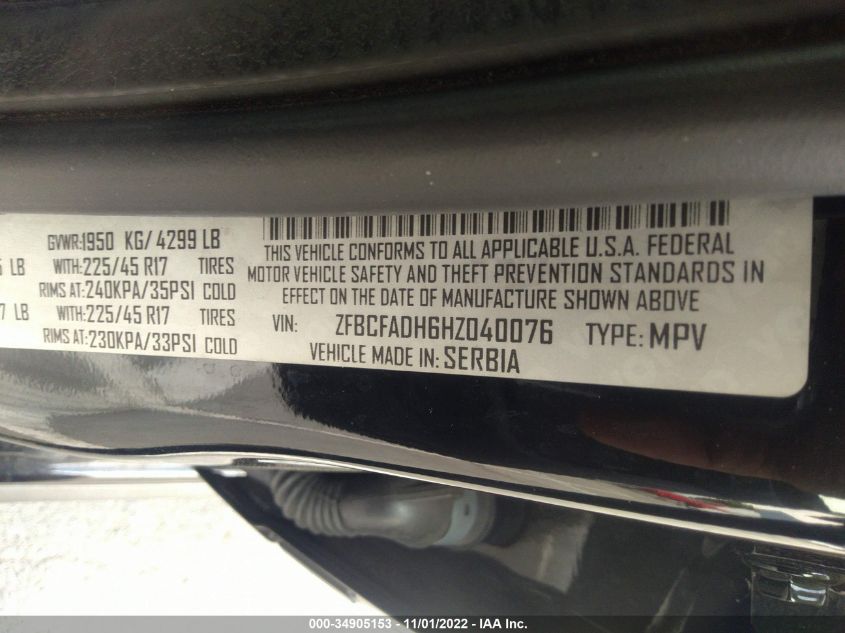 GVWR:1950 KG/ 4299 LB
LB WITH:225/45 R17 TIRES
RIMS AT:240KPA/35PSI COLD
LB WITH:225/45 R17 TIRES
RIMS AT:230KPA/33PSI COLD
THIS VEHICLE CONFORMS TO ALL APPLICABLE U.S.A. FEDERAL
MOTOR VEHICLE SAFETY AND THEFT PREVENTION STANDARDS IN
EFFECT ON THE DATE OF MANUFACTURE SHOWN ABOVE
VIN: ZFBCFADH6HZ040076 TYPE: MPV
VEHICLE MADE IN: SERBIA
000-34905153 - 11/01/2022 - IAA Inc.